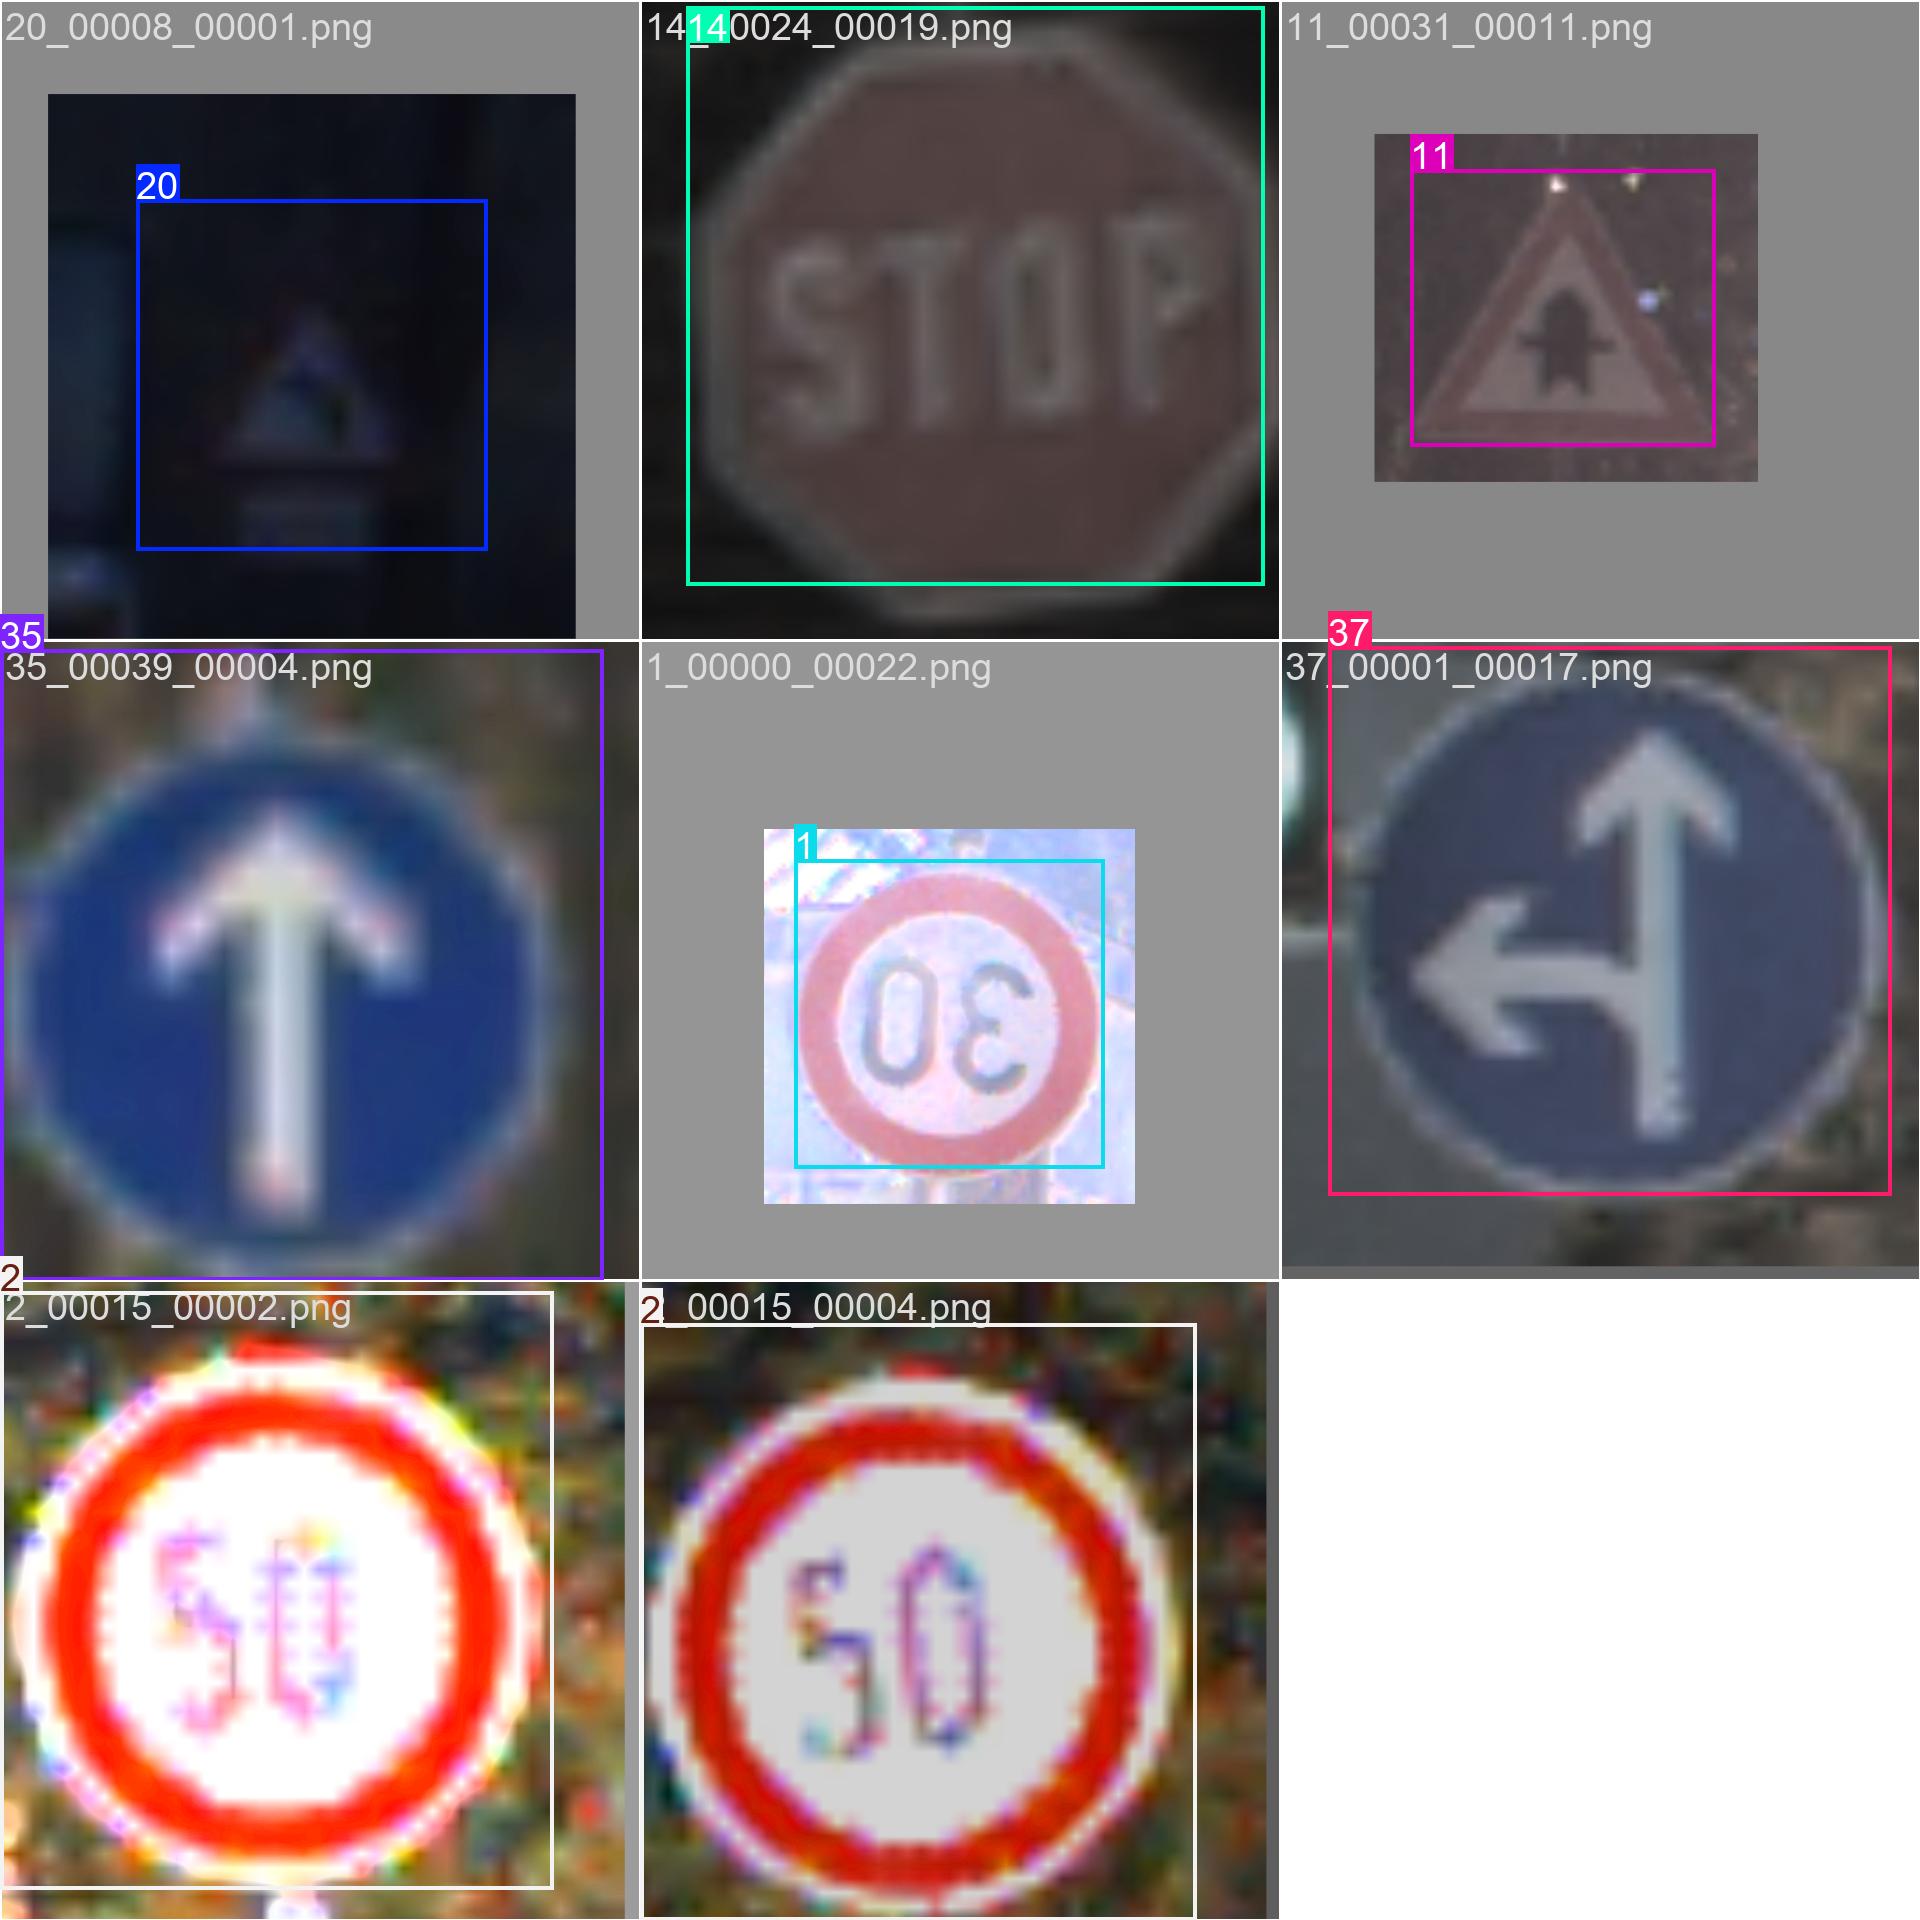 20_00008_00001.png
14_00024_00019.png
11_00031_00011.png
14
20
11
STOP
35
37
35_00039_00004.png
1_00000_00022.png
37_00001_00017.png
1
30
2
2_00015_00002.png
2_00015_00004.png
2
50
50